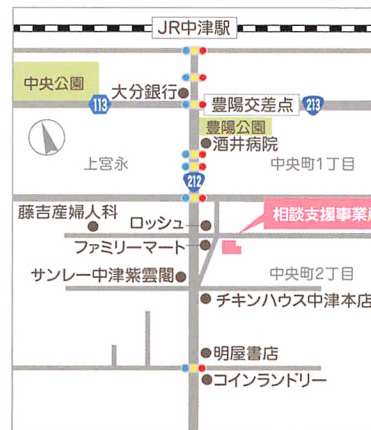 JR中津駅
中央公園
大分銀行
113
豊陽交差点
213
豊陽公園
酒井病院
上宮永
中央町1丁目
212
藤吉産婦人科
ロッシュ
相談支援事業所
ファミリーマート
サンレー中津紫雲閣
中央町2丁目
チキンハウス中津本店
明屋書店
コインランドリー